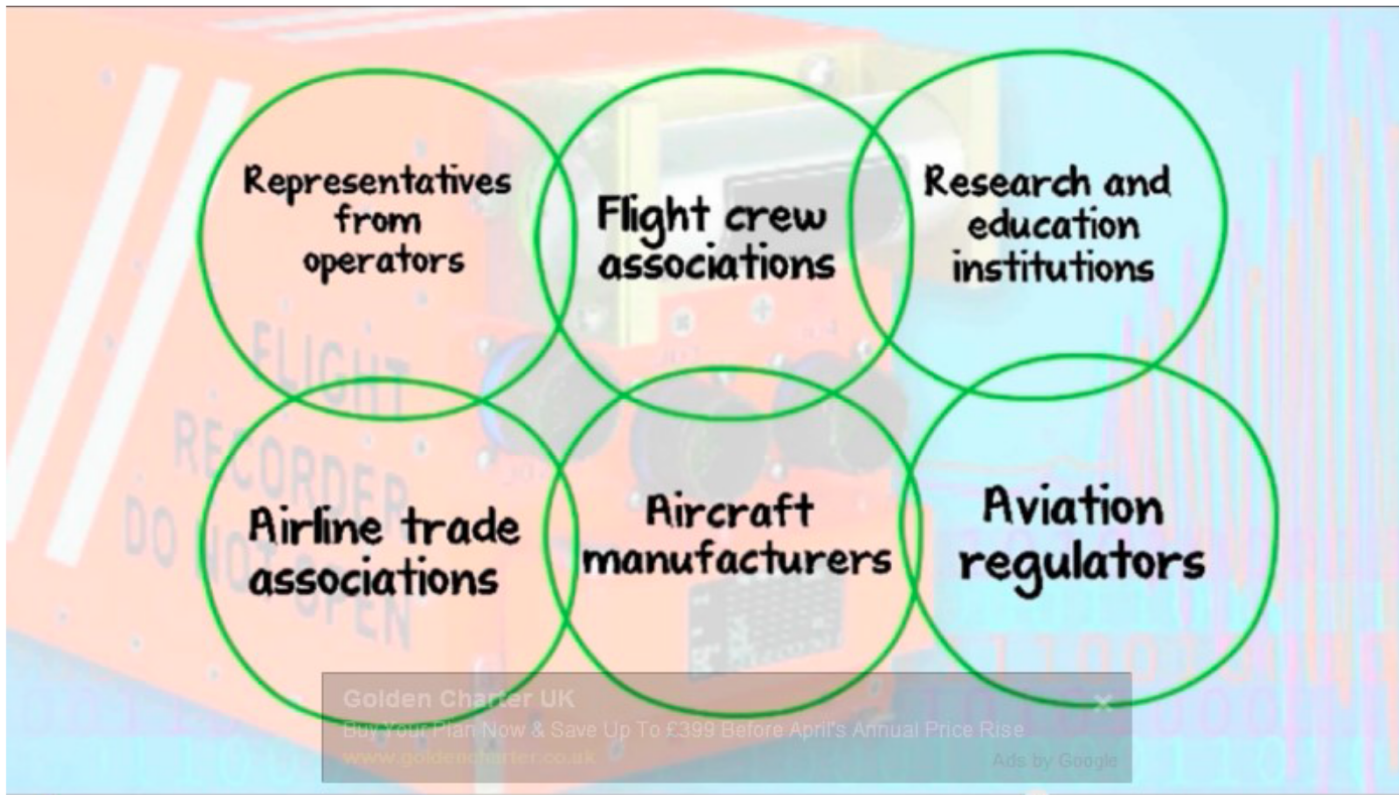 Representatives
from
operators
Flight crew
associations
Research and
education
institutions
FLIGHT
RECORDER
DO NOT OPEN
Airline trade
associations
Aircraft
manufacturers
Aviation
regulators
Golden Charter UK
Buy Your Plan Now & Save Up To £399 Before April's Annual Price Rise
www.goldencharter.co.uk
Ads by Google